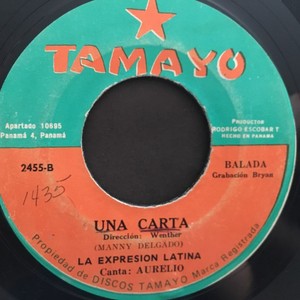 TAMAYO
Apartado 10695
Panamá 4, Panamá
PRODUCTOR
RODRIGO ESCOBAR T
HECHO EN PANAMA
2455-B
1435
BALADA
Grabación Bryan
UNA CARTA
Dirección: Wenther
(MANNY DELGADO)
LA EXPRESION LATINA
Canta: AURELIO
Propiedad de DISCOS TAMAYO Marca Registrada